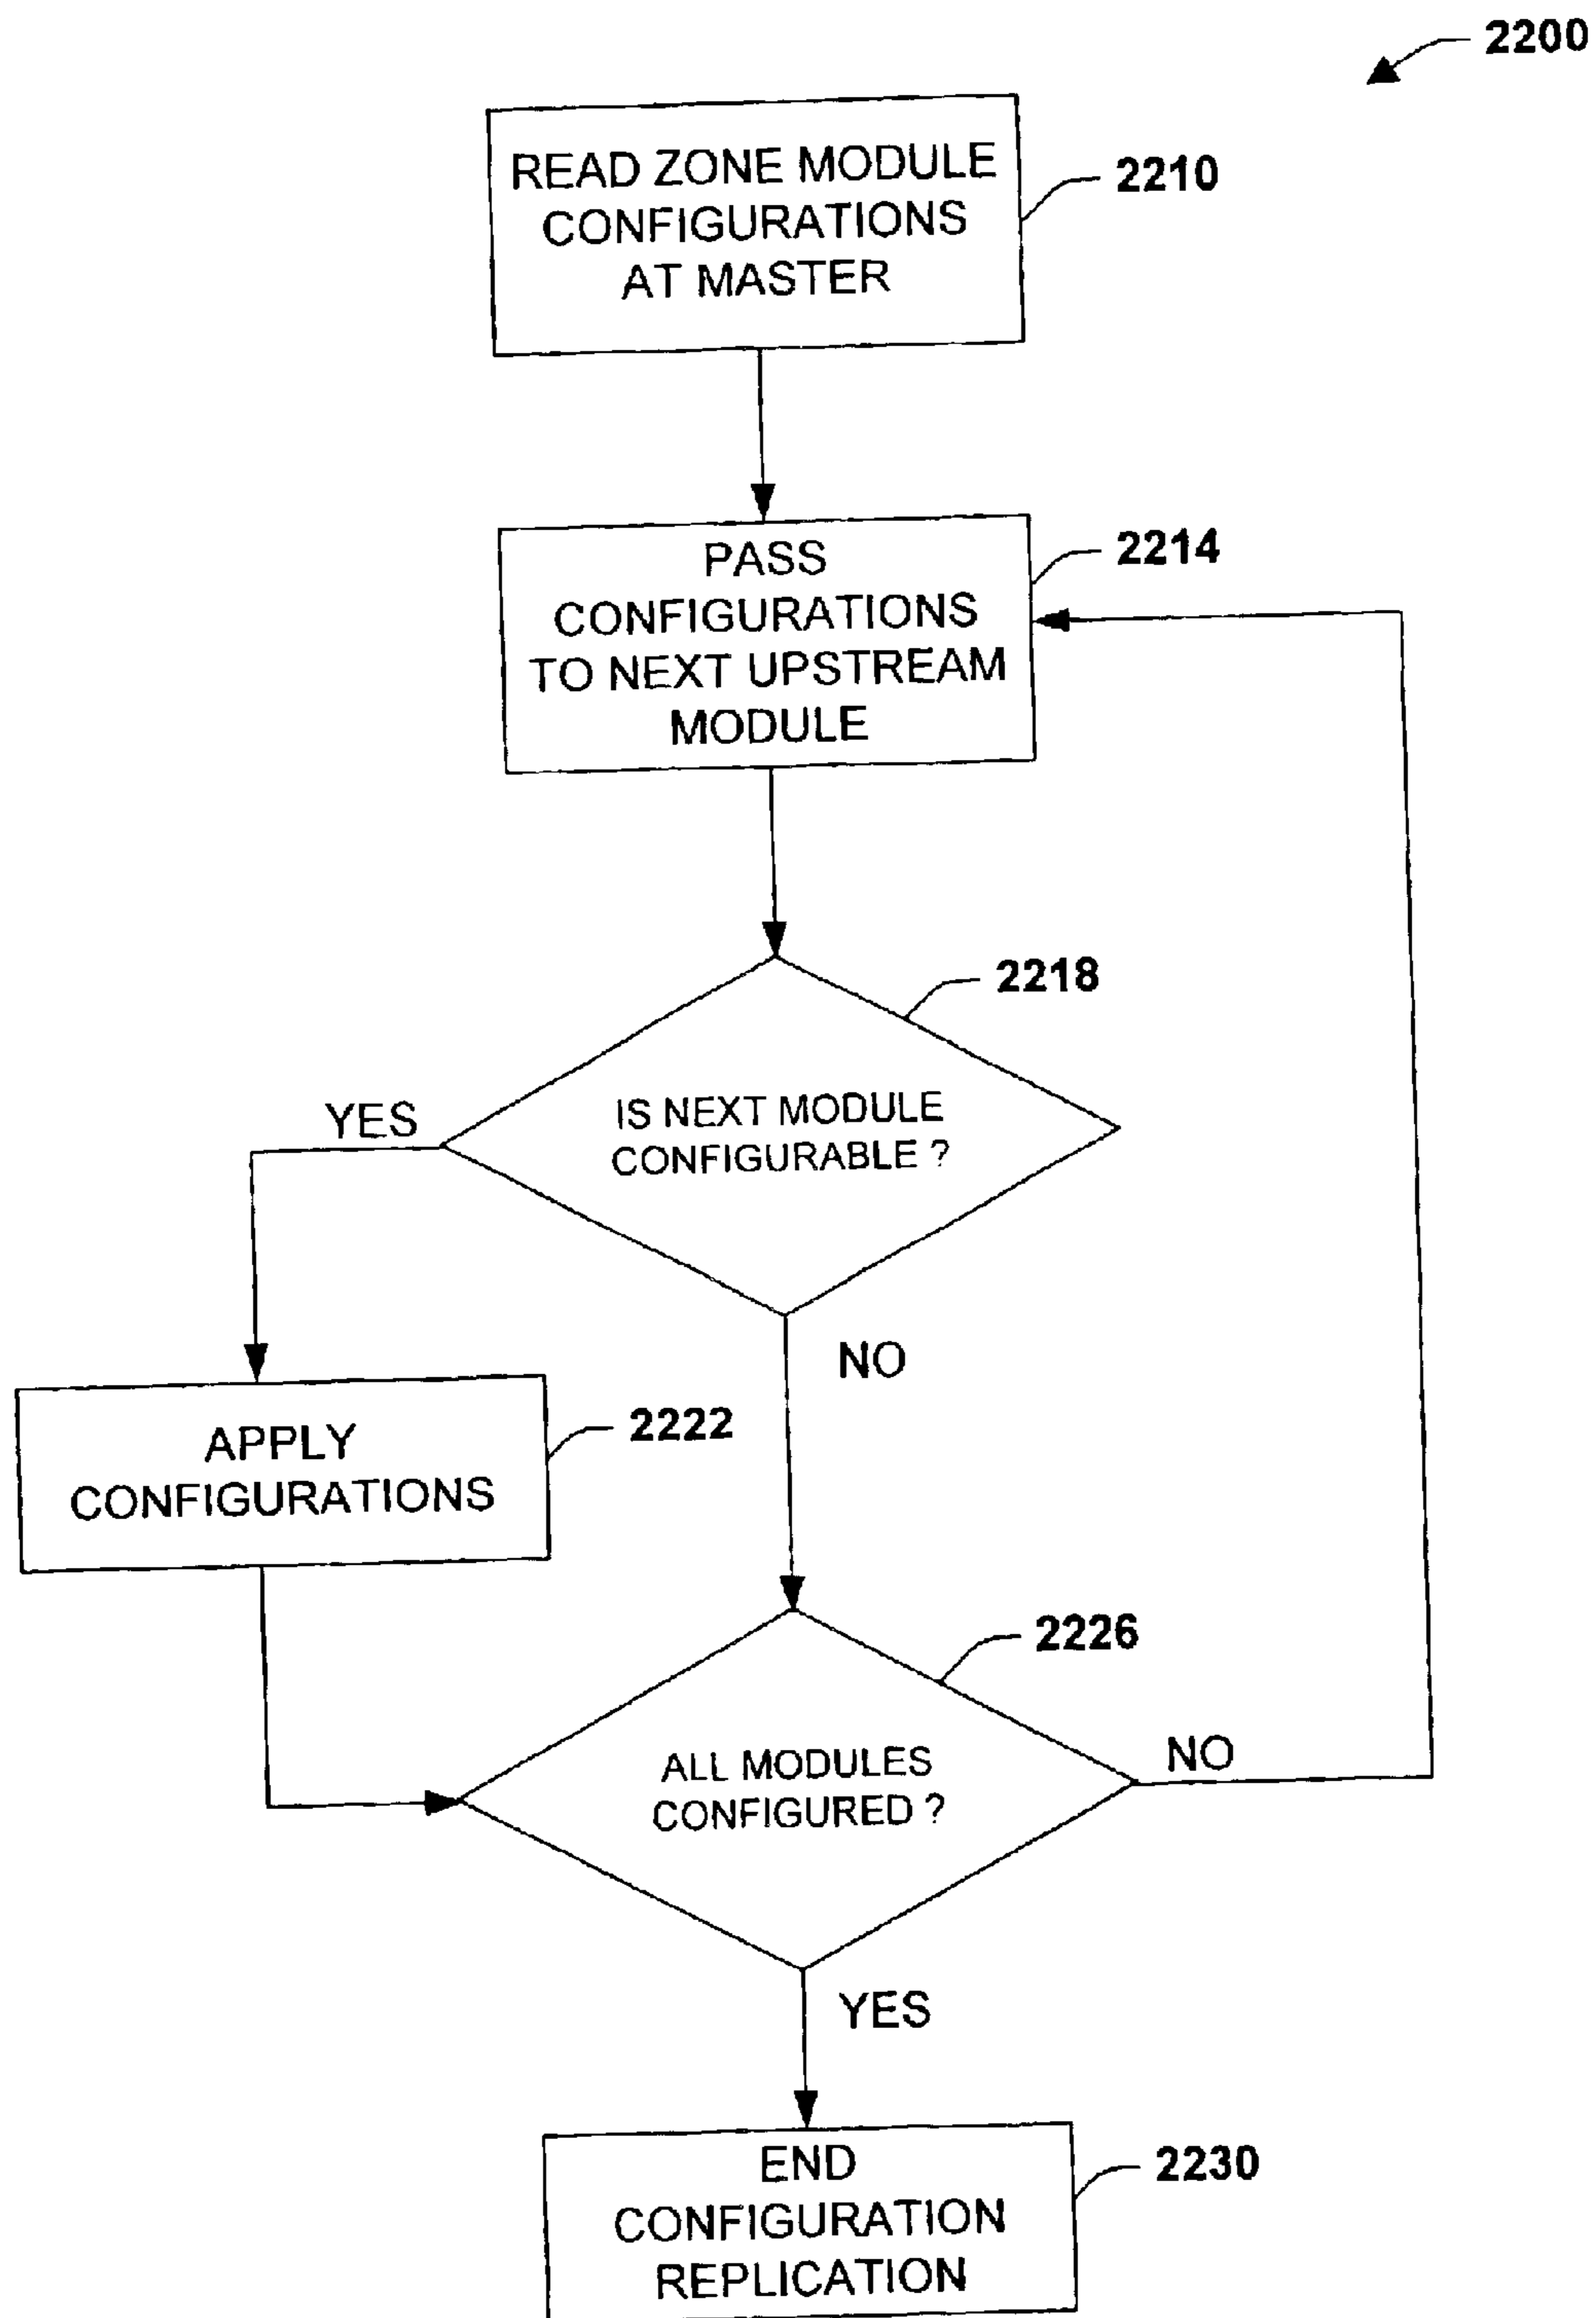 2200
READ ZONE MODULE
CONFIGURATIONS
AT MASTER
2210
PASS
CONFIGURATIONS
TO NEXT UPSTREAM
MODULE
2214
2218
IS NEXT MODULE
CONFIGURABLE ?
YES
NO
APPLY
CONFIGURATIONS
2222
2226
ALL MODULES
CONFIGURED ?
NO
YES
END
CONFIGURATION
REPLICATION
2230